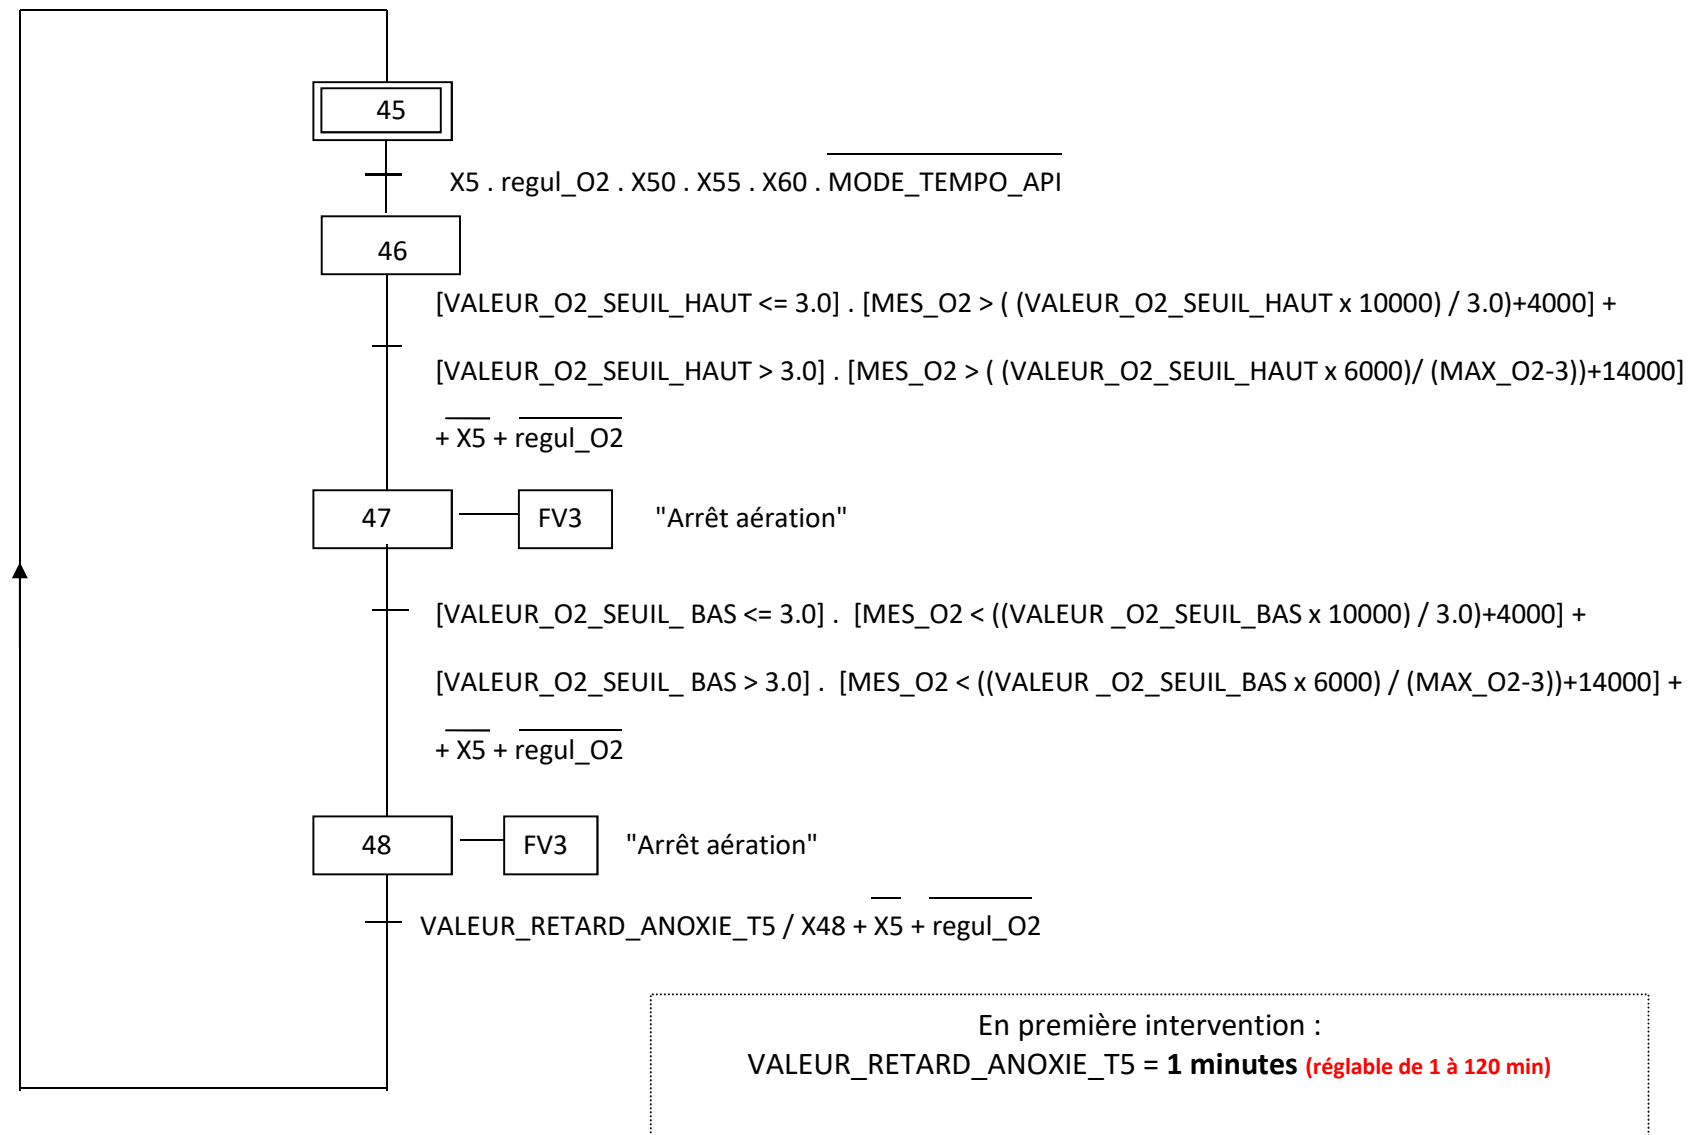 45
X5 . regul_O2 . X50 . X55 . X60 . MODE_TEMPO_API
46
[VALEUR_O2_SEUIL_HAUT <= 3.0] . [MES_O2 > ( (VALEUR_O2_SEUIL_HAUT x 10000) / 3.0)+4000] +
[VALEUR_O2_SEUIL_HAUT > 3.0] . [MES_O2 > ( (VALEUR_O2_SEUIL_HAUT x 6000)/ (MAX_O2-3))+14000]
+ X5 + regul_O2
47
FV3
"Arrêt aération"
[VALEUR_O2_SEUIL_ BAS <= 3.0] . [MES_O2 < ((VALEUR _O2_SEUIL_BAS x 10000) / 3.0)+4000] +
[VALEUR_O2_SEUIL_ BAS > 3.0] . [MES_O2 < ((VALEUR _O2_SEUIL_BAS x 6000) / (MAX_O2-3))+14000] +
+ X5 + regul_O2
48
FV3
"Arrêt aération"
VALEUR_RETARD_ANOXIE_T5 / X48 + X5 + regul_O2
En première intervention :
VALEUR_RETARD_ANOXIE_T5 = 1 minutes (réglable de 1 à 120 min)